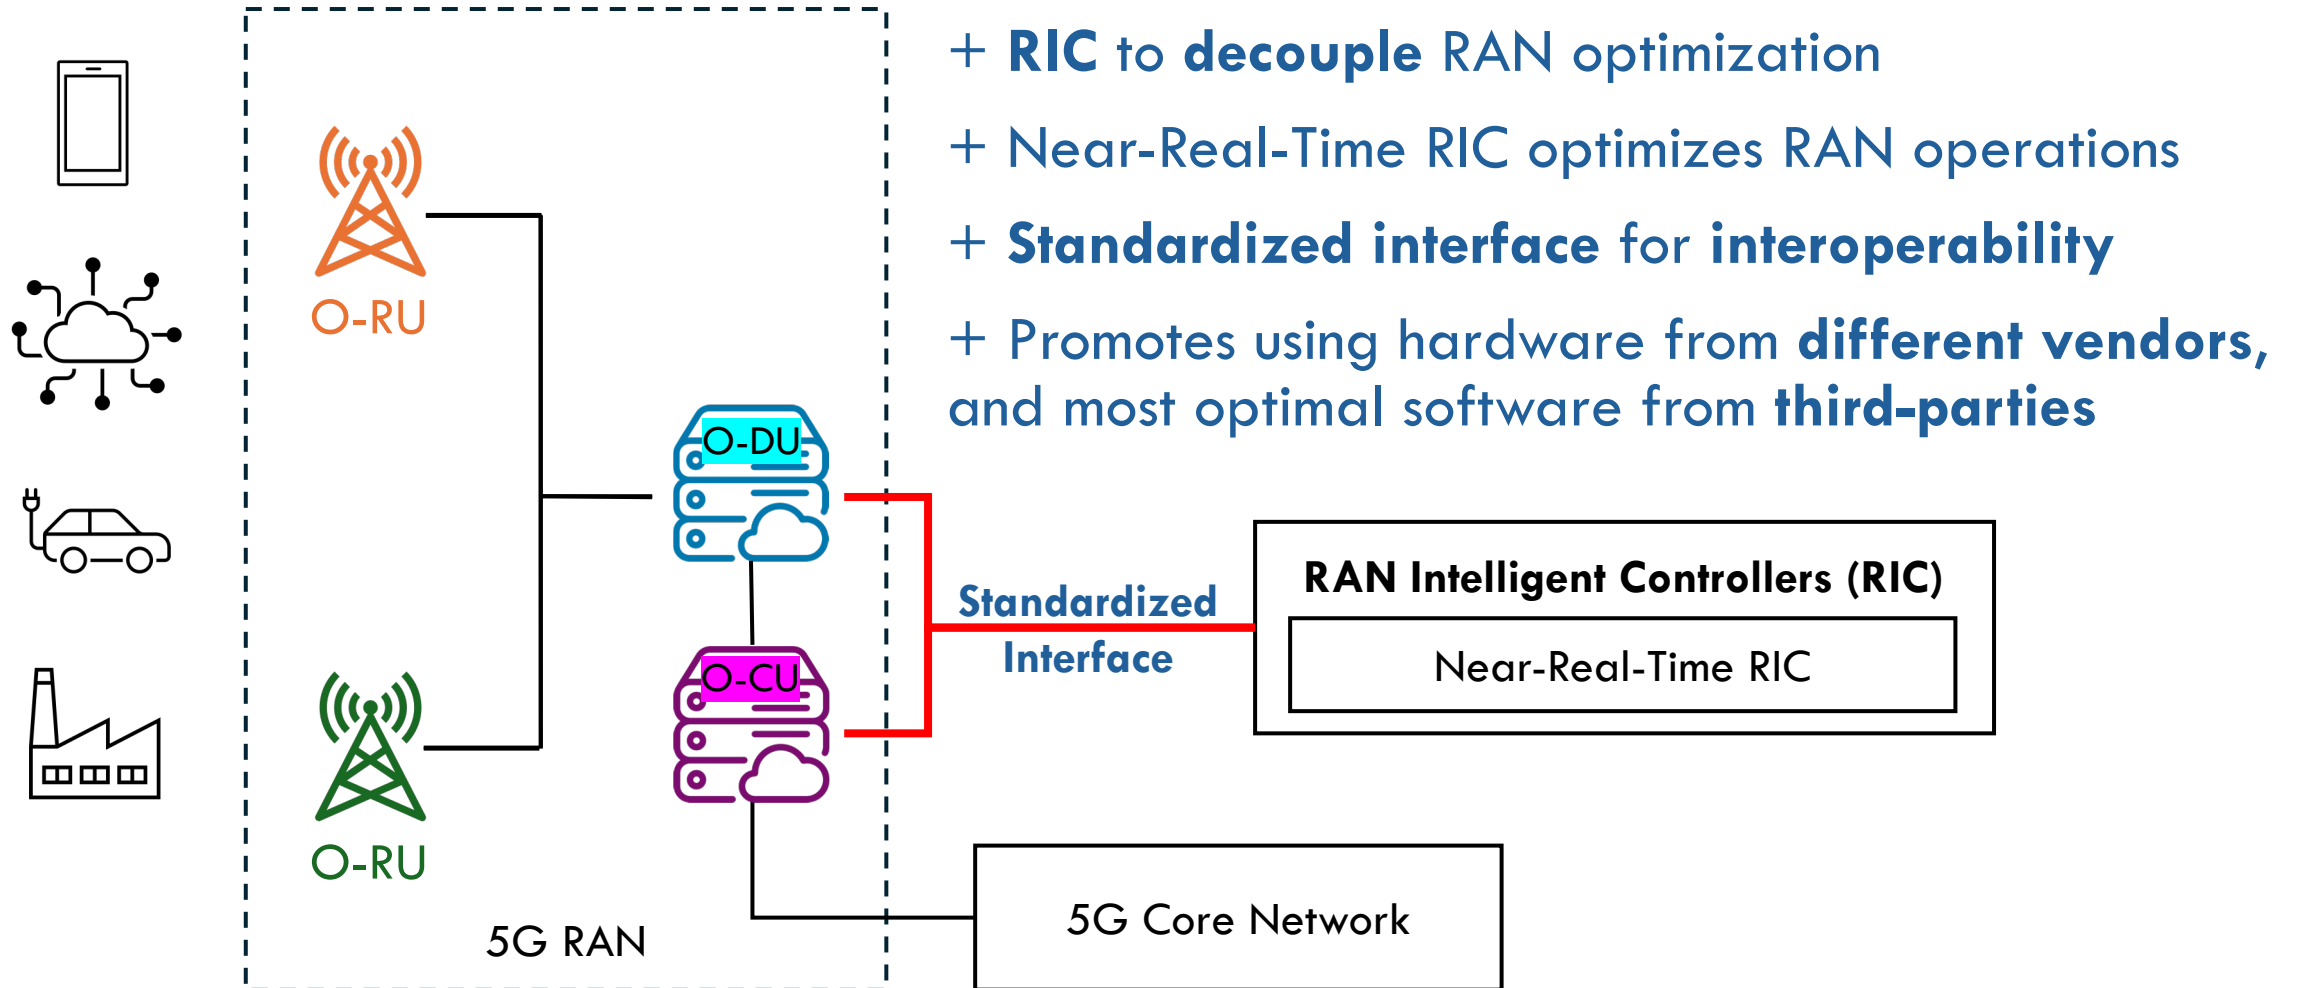 + RIC to decouple RAN optimization
+ Near-Real-Time RIC optimizes RAN operations
+ Standardized interface for interoperability
+ Promotes using hardware from different vendors,
and most optimal software from third-parties
O-RU
O-DU
Standardized
Interface
RAN Intelligent Controllers (RIC)
Near-Real-Time RIC
O-CU
O-RU
5G RAN
5G Core Network